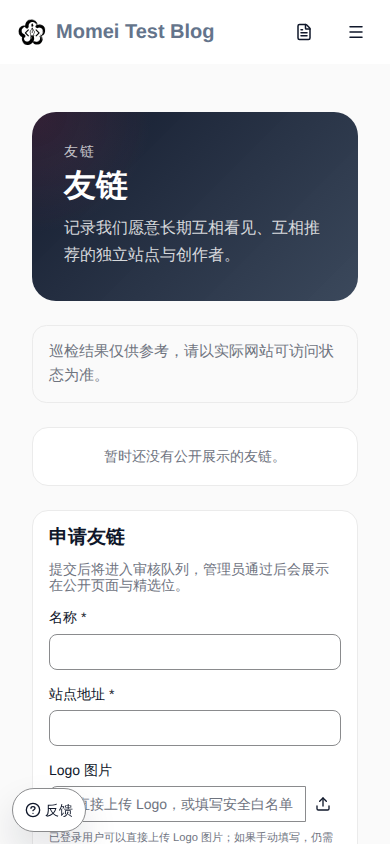 Momei Test Blog
友链
友链
记录我们愿意长期互相看见、互相推
荐的独立站点与创作者。
巡检结果仅供参考，请以实际网站可访问状
态为准。
暂时还没有公开展示的友链。
申请友链
提交后将进入审核队列，管理员通过后会展示
在公开页面与精选位。
名称 *
站点地址 *
Logo 图片
直接上传 Logo，或填写安全白名单
反馈
已登录用户可以直接上传 Logo 图片；如果手动填写，仍需